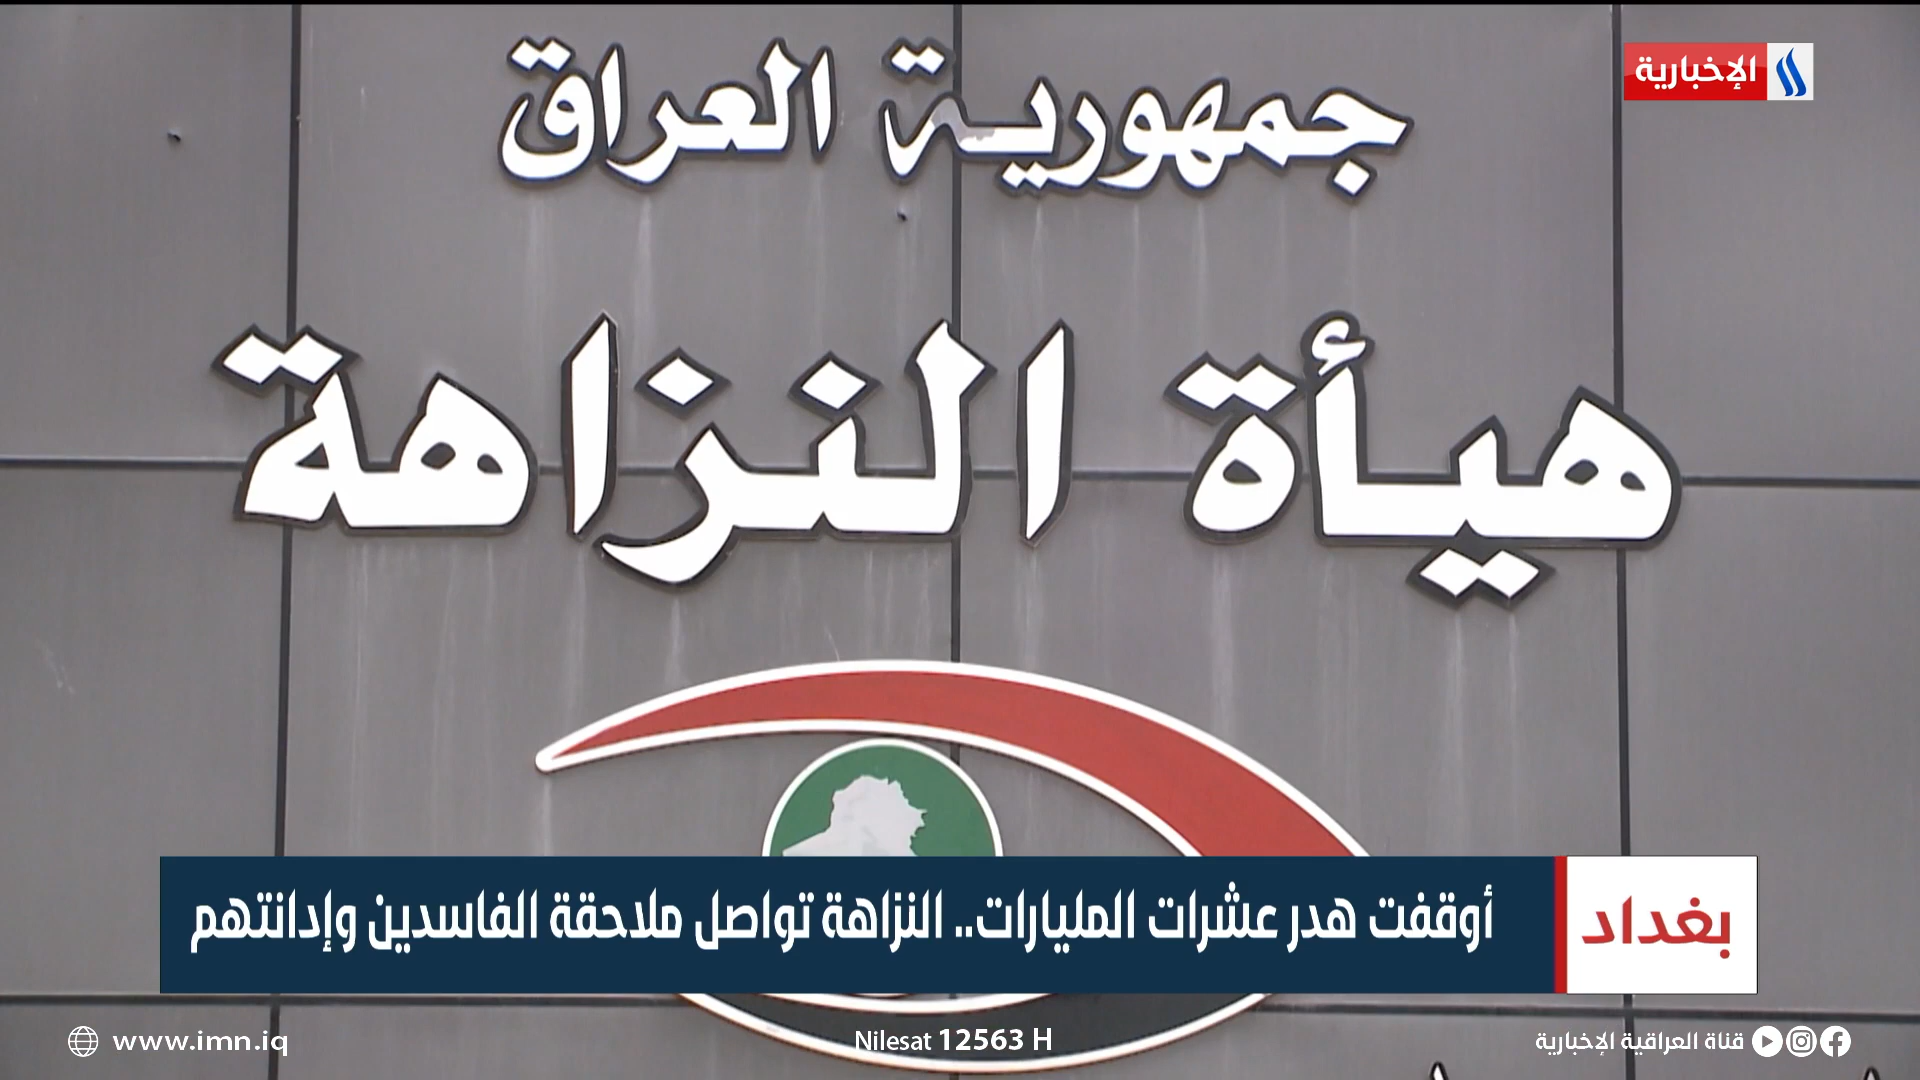 الإخبارية
جمهورية العراق
هيأة النزاهة
بغداد
أوقفت هدر عشرات المليارات.. النزاهة تواصل ملاحقة الفاسدين وإدانتهم
www.imn.iq
Nilesat 12563 H
قناة العراقية الإخبارية